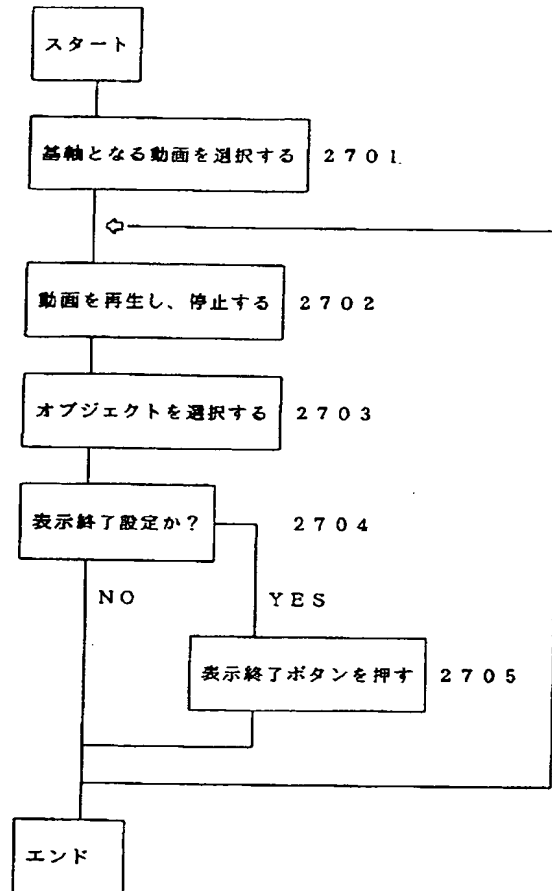 スタート
基軸となる動画を選択する 2701
動画を再生し、停止する 2702
オブジェクトを選択する 2703
表示終了設定か? 2704
NO YES
表示終了ボタンを押す 2705
エンド